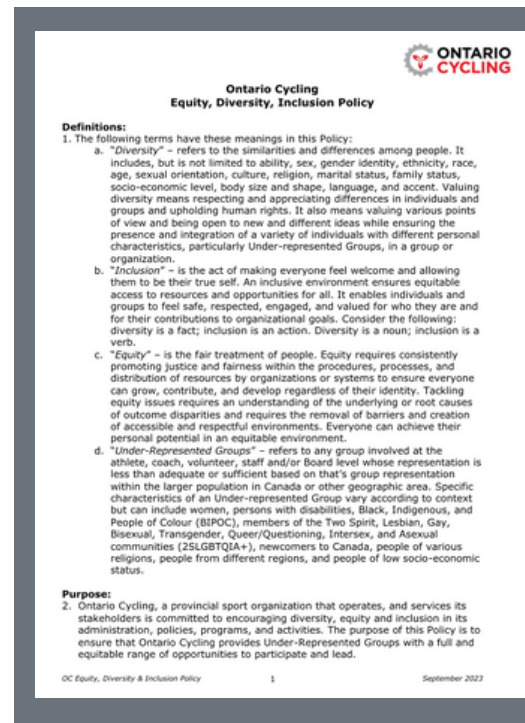 ONTARIO
CYCLING
Ontario Cycling
Equity, Diversity, Inclusion Policy
Definitions:
1. The following terms have these meanings in this Policy:
a. "Diversity" – refers to the similarities and differences among people. It
includes, but is not limited to ability, sex, gender identity, ethnicity, race,
age, sexual orientation, culture, religion, marital status, family status,
socio-economic level, body size and shape, language, and accent. Valuing
diversity means respecting and appreciating differences in individuals and
groups and upholding human rights. It also means valuing various points
of view and being open to new and different ideas while ensuring the
presence and integration of a variety of individuals with different personal
characteristics, particularly Under-represented Groups, in a group or
organization.
b. "Inclusion" – is the act of making everyone feel welcome and allowing
them to be their true self. An inclusive environment ensures equitable
access to resources and opportunities for all. It enables individuals and
groups to feel safe, respected, engaged, and valued for who they are and
for their contributions to organizational goals. Consider the following:
diversity is a fact; inclusion is an action. Diversity is a noun; inclusion is a
verb.
c. "Equity" – is the fair treatment of people. Equity requires consistently
promoting justice and fairness within the procedures, processes, and
distribution of resources by organizations or systems to ensure everyone
can grow, contribute, and develop regardless of their identity. Tackling
equity issues requires an understanding of the underlying or root causes
of outcome disparities and requires the removal of barriers and creation
of accessible and respectful environments. Everyone can achieve their
personal potential in an equitable environment.
d. "Under-Represented Groups" – refers to any group involved at the
athlete, coach, volunteer, staff and/or Board level whose representation is
less than adequate or sufficient based on that's group representation
within the larger population in Canada or other geographic area. Specific
characteristics of an Under-represented Group vary according to context
but can include women, persons with disabilities, Black, Indigenous, and
People of Colour (BIPOC), members of the Two Spirit, Lesbian, Gay,
Bisexual, Transgender, Queer/Questioning, Intersex, and Asexual
communities (2SLGBTQIA+), newcomers to Canada, people of various
religions, people from different regions, and people of low socio-economic
status.
Purpose:
2. Ontario Cycling, a provincial sport organization that operates, and services its
stakeholders is committed to encouraging diversity, equity and inclusion in its
administration, policies, programs, and activities. The purpose of this Policy is to
ensure that Ontario Cycling provides Under-Represented Groups with a full and
equitable range of opportunities to participate and lead.
OC Equity, Diversity & Inclusion Policy 1 September 2023